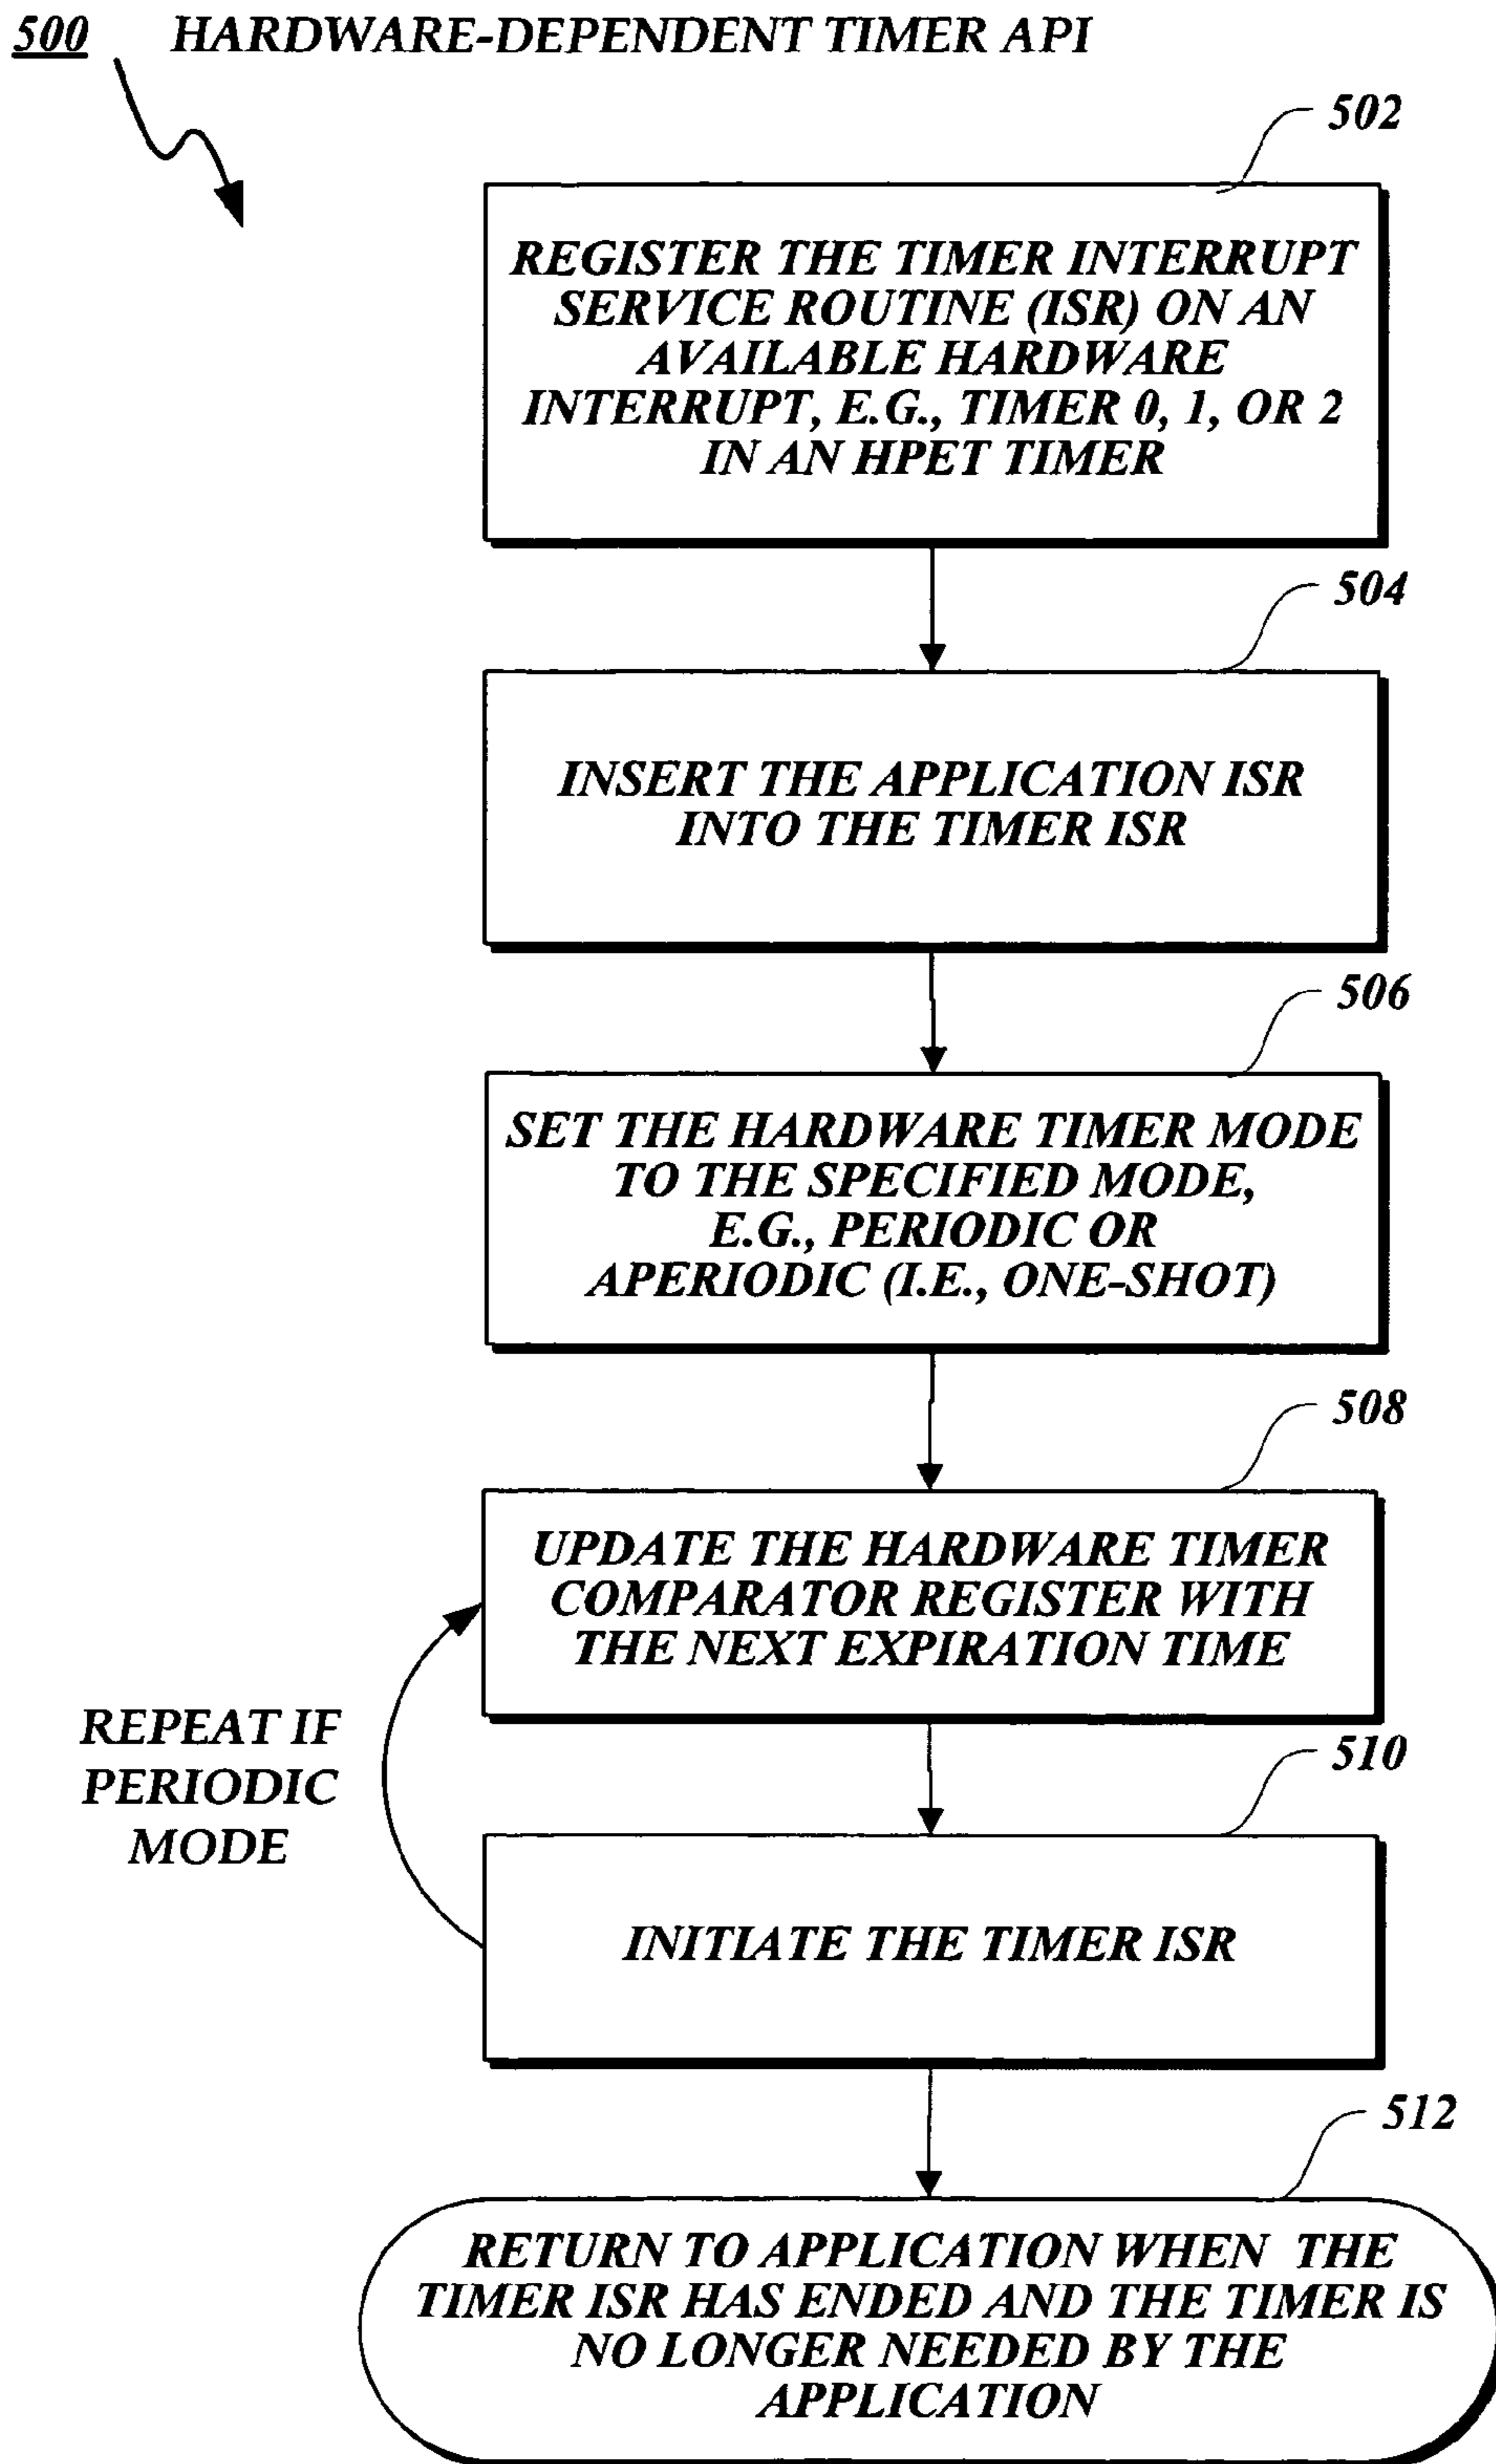 500 HARDWARE-DEPENDENT TIMER API
502
REGISTER THE TIMER INTERRUPT
SERVICE ROUTINE (ISR) ON AN
AVAILABLE HARDWARE
INTERRUPT, E.G., TIMER 0, 1, OR 2
IN AN HPET TIMER
504
INSERT THE APPLICATION ISR
INTO THE TIMER ISR
506
SET THE HARDWARE TIMER MODE
TO THE SPECIFIED MODE,
E.G., PERIODIC OR
APERIODIC (I.E., ONE-SHOT)
508
UPDATE THE HARDWARE TIMER
COMPARATOR REGISTER WITH
THE NEXT EXPIRATION TIME
REPEAT IF
PERIODIC
MODE
510
INITIATE THE TIMER ISR
512
RETURN TO APPLICATION WHEN THE
TIMER ISR HAS ENDED AND THE TIMER IS
NO LONGER NEEDED BY THE
APPLICATION